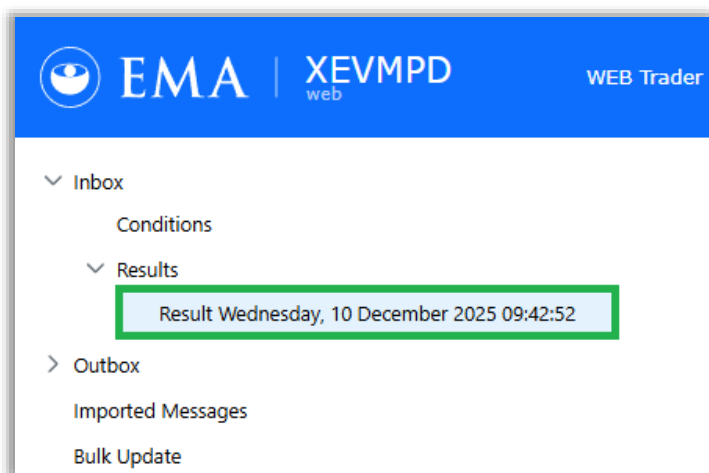 EMA
XEVMPD
web
WEB Trader
Inbox
Conditions
Results
Result Wednesday, 10 December 2025 09:42:52
Outbox
Imported Messages
Bulk Update